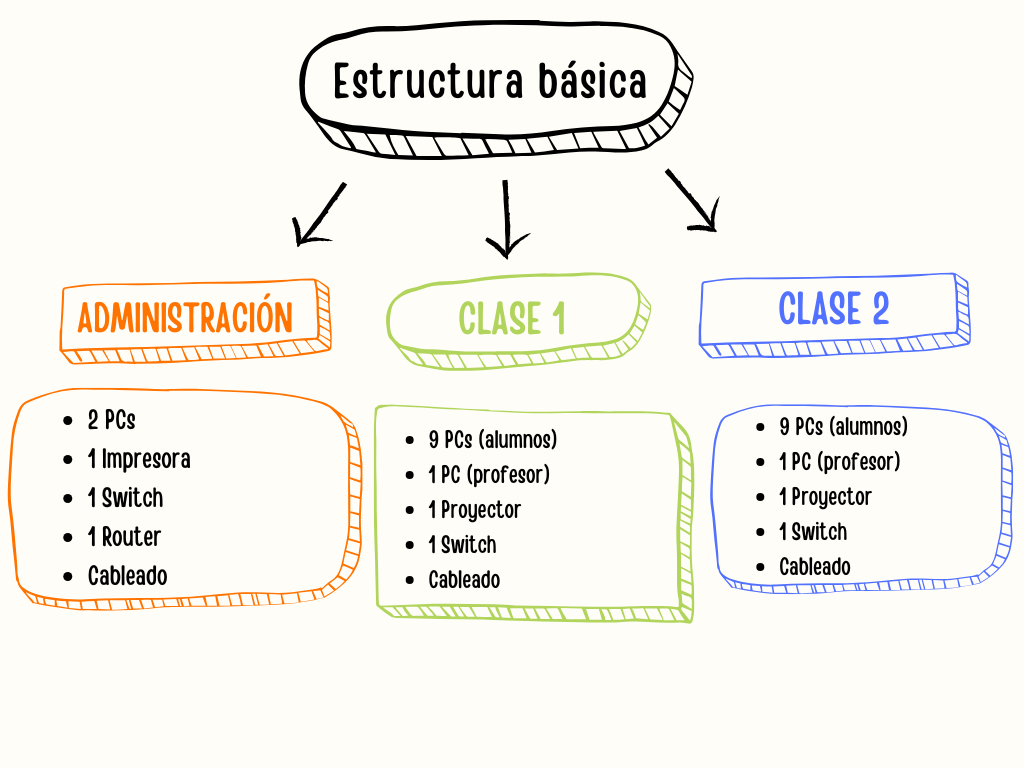 Estructura básica
ADMINISTRACIÓN
2 PCs
1 Impresora
1 Switch
1 Router
Cableado
CLASE 1
9 PCs (alumnos)
1 PC (profesor)
1 Proyector
1 Switch
Cableado
CLASE 2
9 PCs (alumnos)
1 PC (profesor)
1 Proyector
1 Switch
Cableado